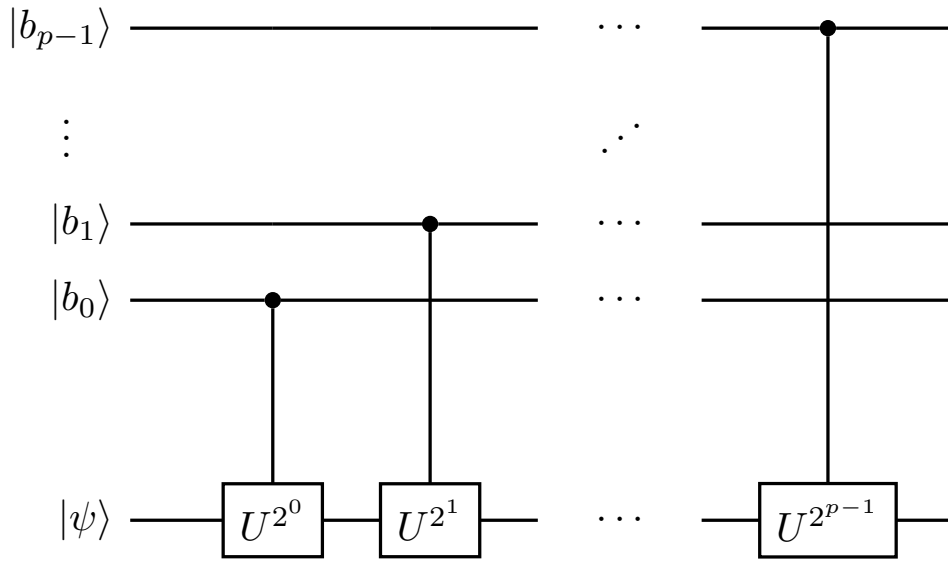 |b_{p−1}⟩ ⋯
⋮ ⋰
|b_1⟩ ⋯
|b_0⟩ ⋯
|ψ⟩ U^{2^0} U^{2^1} ⋯ U^{2^{p−1}}